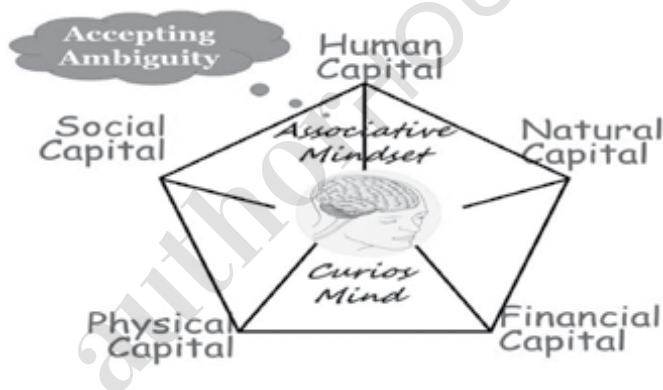 Accepting
Ambiguity
Human
Capital
Social
Capital
Associative
Mindset
Natural
Capital
Curios
Mind
Physical
Capital
Financial
Capital